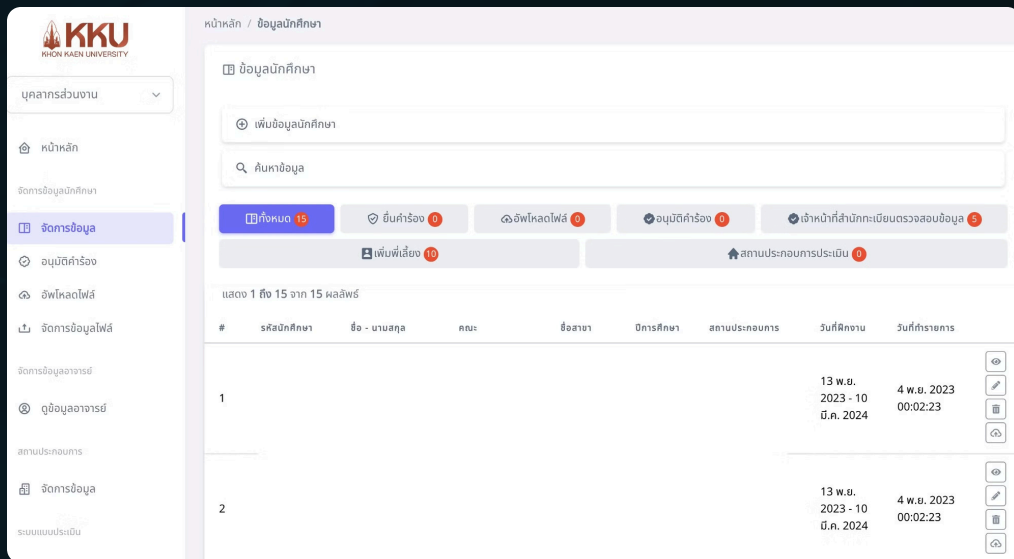 KKU
KHON KAEN UNIVERSITY
บุคลากรส่วนงาน
หน้าหลัก
จัดการข้อมูลนักศึกษา
จัดการข้อมูล
อนุมัติคำร้อง
อัพโหลดไฟล์
จัดการข้อมูลไฟล์
จัดการข้อมูลอาจารย์
ดูข้อมูลอาจารย์
สถานประกอบการ
จัดการข้อมูล
ระบบแบบประเมิน
หน้าหลัก / ข้อมูลนักศึกษา
ข้อมูลนักศึกษา
เพิ่มข้อมูลนักศึกษา
ค้นหาข้อมูล
ทั้งหมด 15 ยื่นคำร้อง 0 อัพโหลดไฟล์ 0 อนุมัติคำร้อง 0 เจ้าหน้าที่สำนักทะเบียนตรวจสอบข้อมูล 5
เพิ่มพี่เลี้ยง 10 สถานประกอบการประเมิน 0
แสดง 1 ถึง 15 จาก 15 ผลลัพธ์
# รหัสนักศึกษา ชื่อ - นามสกุล คณะ ชื่อสาขา ปีการศึกษา สถานประกอบการ วันที่ฝึกงาน วันที่ทำรายการ
1 13 พ.ย. 2023 - 10 มี.ค. 2024 4 พ.ย. 2023 00:02:23
2 13 พ.ย. 2023 - 10 มี.ค. 2024 4 พ.ย. 2023 00:02:23